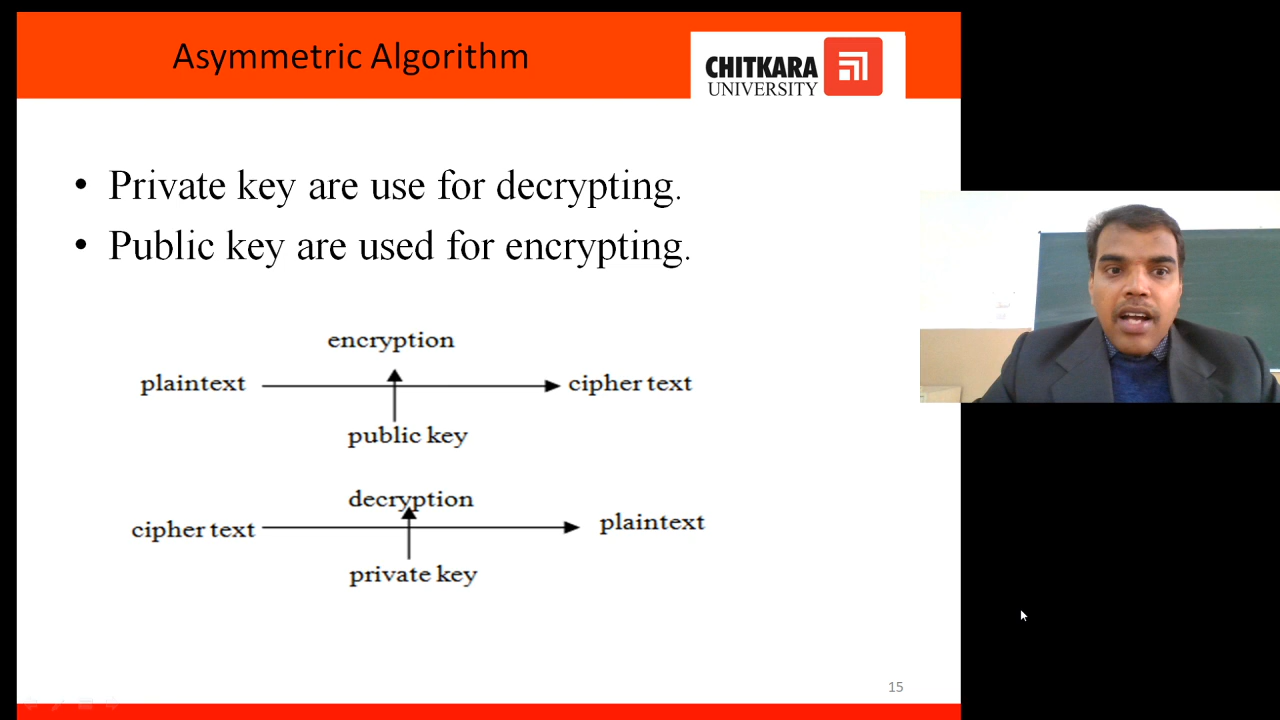 Asymmetric Algorithm
CHITKARA
UNIVERSITY
• Private key are use for decrypting.
• Public key are used for encrypting.
encryption
plaintext
cipher text
public key
decryption
cipher text
plaintext
private key
15